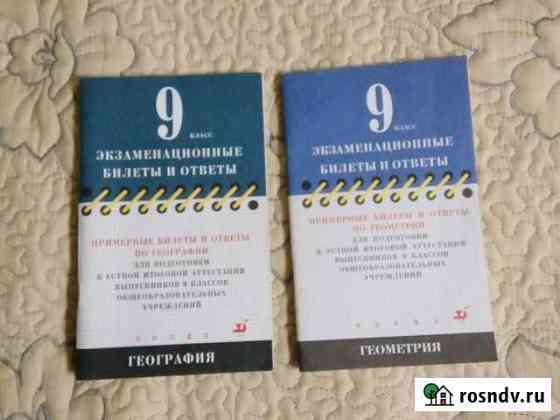 9
КЛАСС
ЭКЗАМЕНАЦИОННЫЕ
БИЛЕТЫ И ОТВЕТЫ
ПРИМЕРНЫЕ БИЛЕТЫ И ОТВЕТЫ
ПО ГЕОГРАФИИ
ДЛЯ ПОДГОТОВКИ
К УСТНОЙ ИТОГОВОЙ АТТЕСТАЦИИ
ВЫПУСКНИКОВ 9 КЛАССОВ
ОБЩЕОБРАЗОВАТЕЛЬНЫХ
УЧРЕЖДЕНИЙ
ГЕОГРАФИЯ
9
КЛАСС
ЭКЗАМЕНАЦИОННЫЕ
БИЛЕТЫ И ОТВЕТЫ
ПРИМЕРНЫЕ БИЛЕТЫ И ОТВЕТЫ
ПО ГЕОМЕТРИИ
ДЛЯ ПОДГОТОВКИ
К УСТНОЙ ИТОГОВОЙ АТТЕСТАЦИИ
ВЫПУСКНИКОВ 9 КЛАССОВ
ОБЩЕОБРАЗОВАТЕЛЬНЫХ
УЧРЕЖДЕНИЙ
ГЕОМЕТРИЯ
rosndv.ru